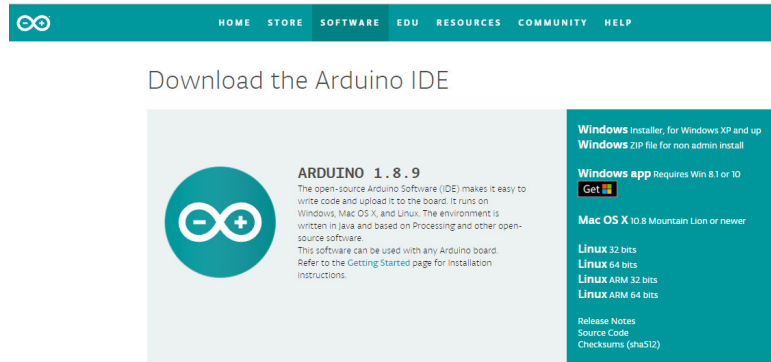 HOME STORE SOFTWARE EDU RESOURCES COMMUNITY HELP
Download the Arduino IDE
ARDUINO 1.8.9
The open-source Arduino Software (IDE) makes it easy to
write code and upload it to the board. It runs on
Windows, Mac OS X, and Linux. The environment is
written in Java and based on Processing and other open-
source software.
This software can be used with any Arduino board.
Refer to the Getting Started page for Installation
instructions.
Windows Installer, for Windows XP and up
Windows ZIP file for non admin install
Windows app Requires Win 8.1 or 10
Get
Mac OS X 10.8 Mountain Lion or newer
Linux 32 bits
Linux 64 bits
Linux ARM 32 bits
Linux ARM 64 bits
Release Notes
Source Code
Checksums (sha512)